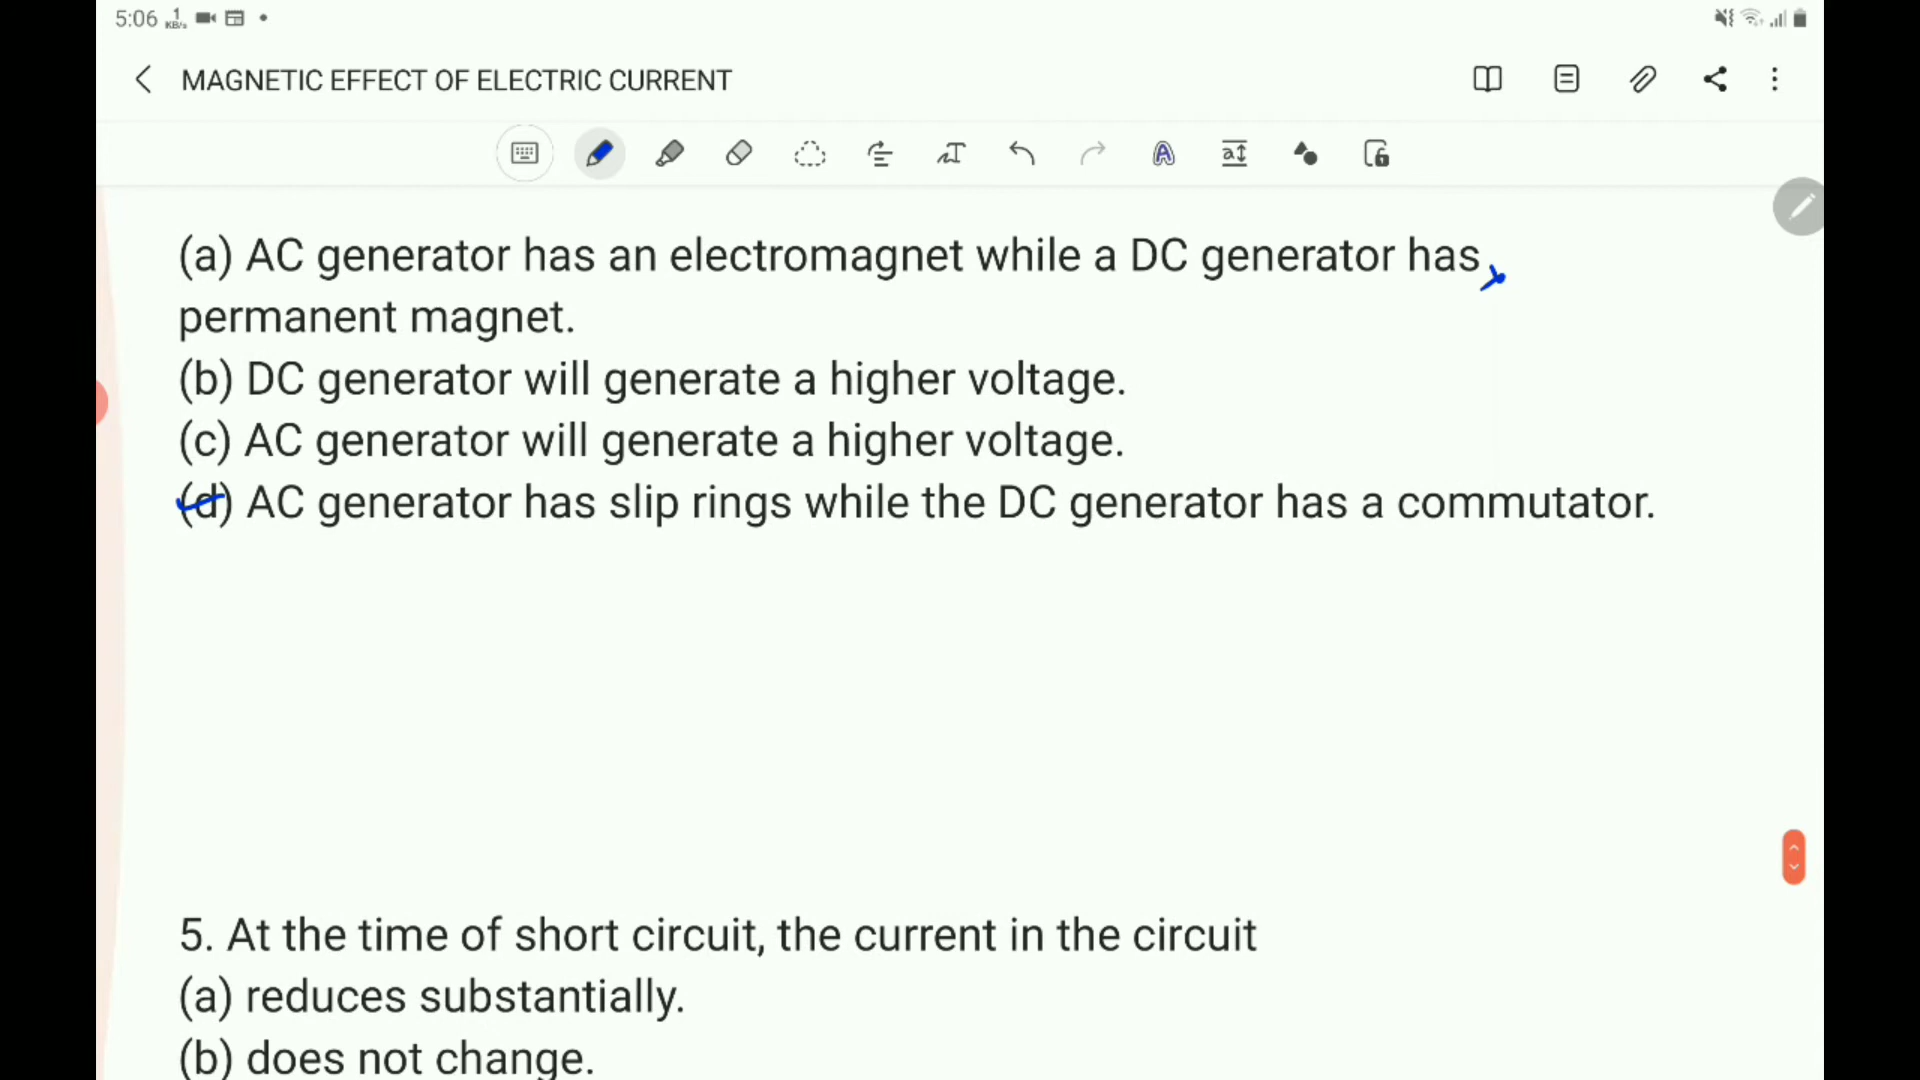 5:06 1 KB/s
MAGNETIC EFFECT OF ELECTRIC CURRENT
(a) AC generator has an electromagnet while a DC generator has
permanent magnet.
(b) DC generator will generate a higher voltage.
(c) AC generator will generate a higher voltage.
(d) AC generator has slip rings while the DC generator has a commutator.
5. At the time of short circuit, the current in the circuit
(a) reduces substantially.
(b) does not change.